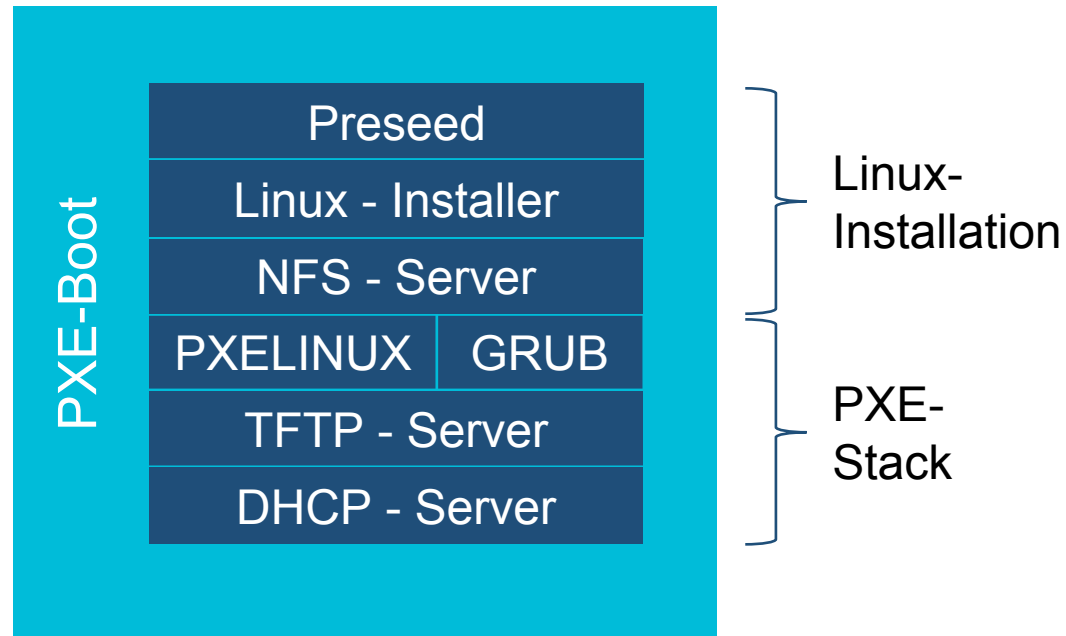 PXE-Boot
Preseed
Linux - Installer
NFS - Server
PXELINUX
GRUB
TFTP - Server
DHCP - Server
Linux-
Installation
PXE-
Stack